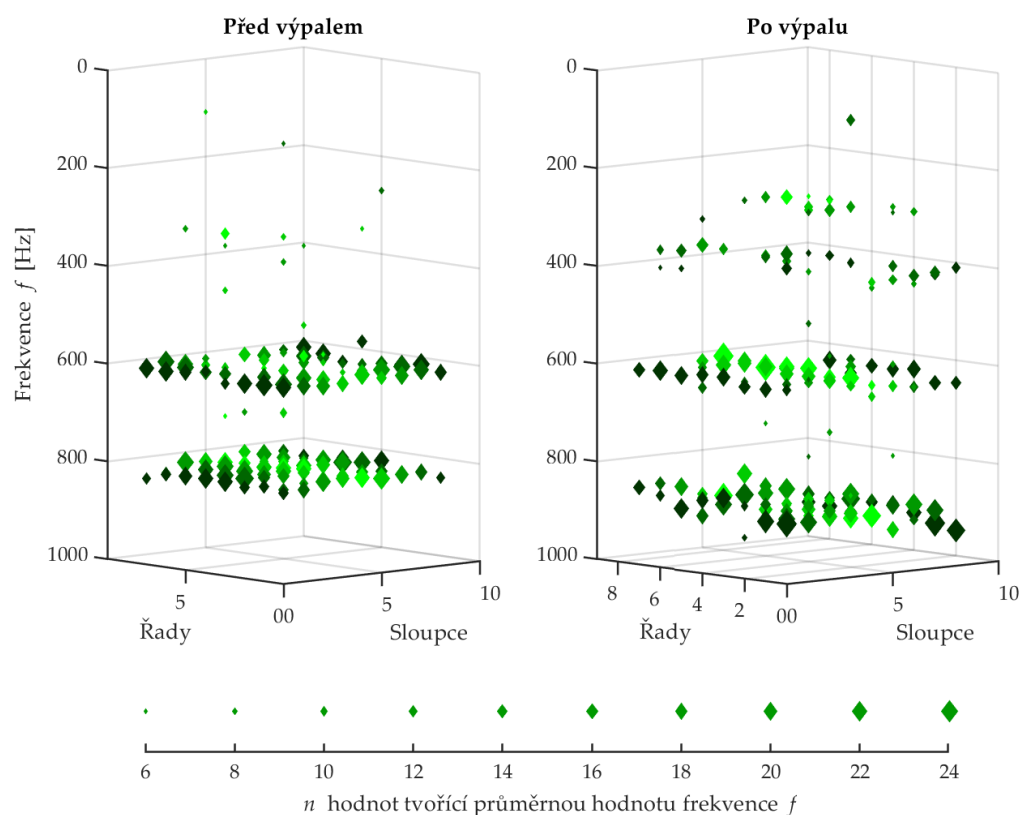 Před výpalem
Po výpalu
0
200
400
600
800
1000
Frekvence f [Hz]
5
00
5
10
Řady
Sloupce
0
200
400
600
800
1000
8
6
4
2
00
5
10
Řady
Sloupce
6 8 10 12 14 16 18 20 22 24
n hodnot tvořící průměrnou hodnotu frekvence f